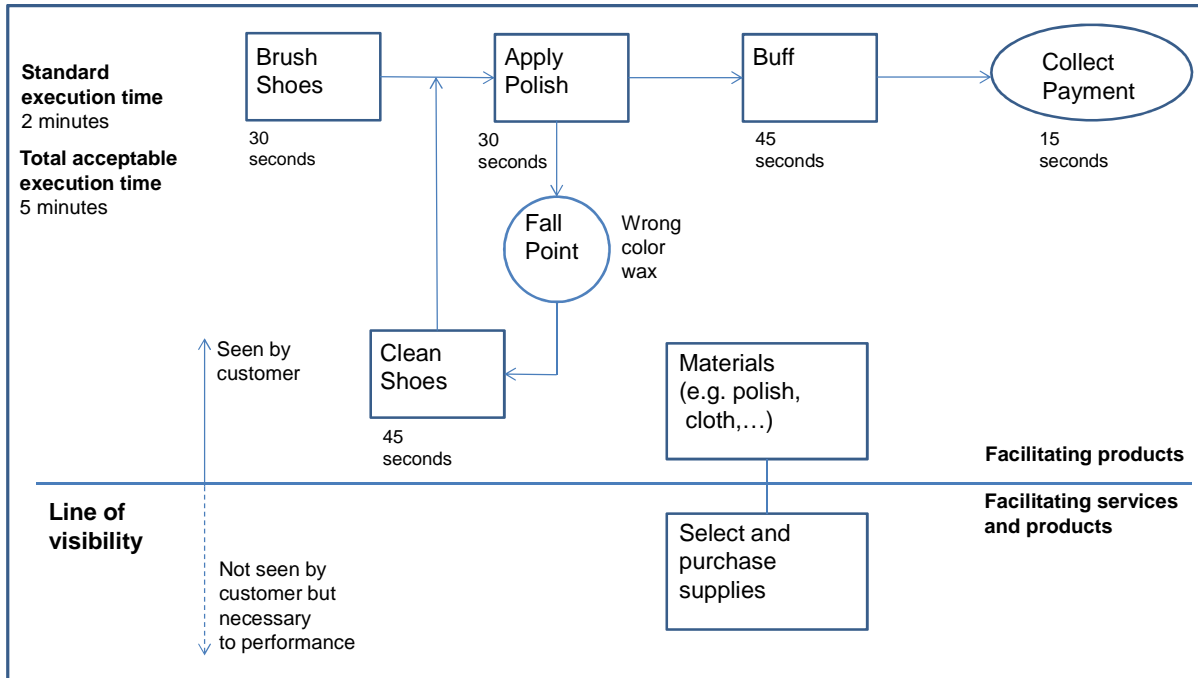 Standard
execution time
2 minutes
Total acceptable
execution time
5 minutes
Brush
Shoes
30
seconds
Apply
Polish
30
seconds
Buff
45
seconds
Collect
Payment
15
seconds
Fall
Point
Wrong
color
wax
Clean
Shoes
45
seconds
Seen by
customer
Materials
(e.g. polish,
cloth,…)
Facilitating products
Line of
visibility
Facilitating services
and products
Select and
purchase
supplies
Not seen by
customer but
necessary
to performance